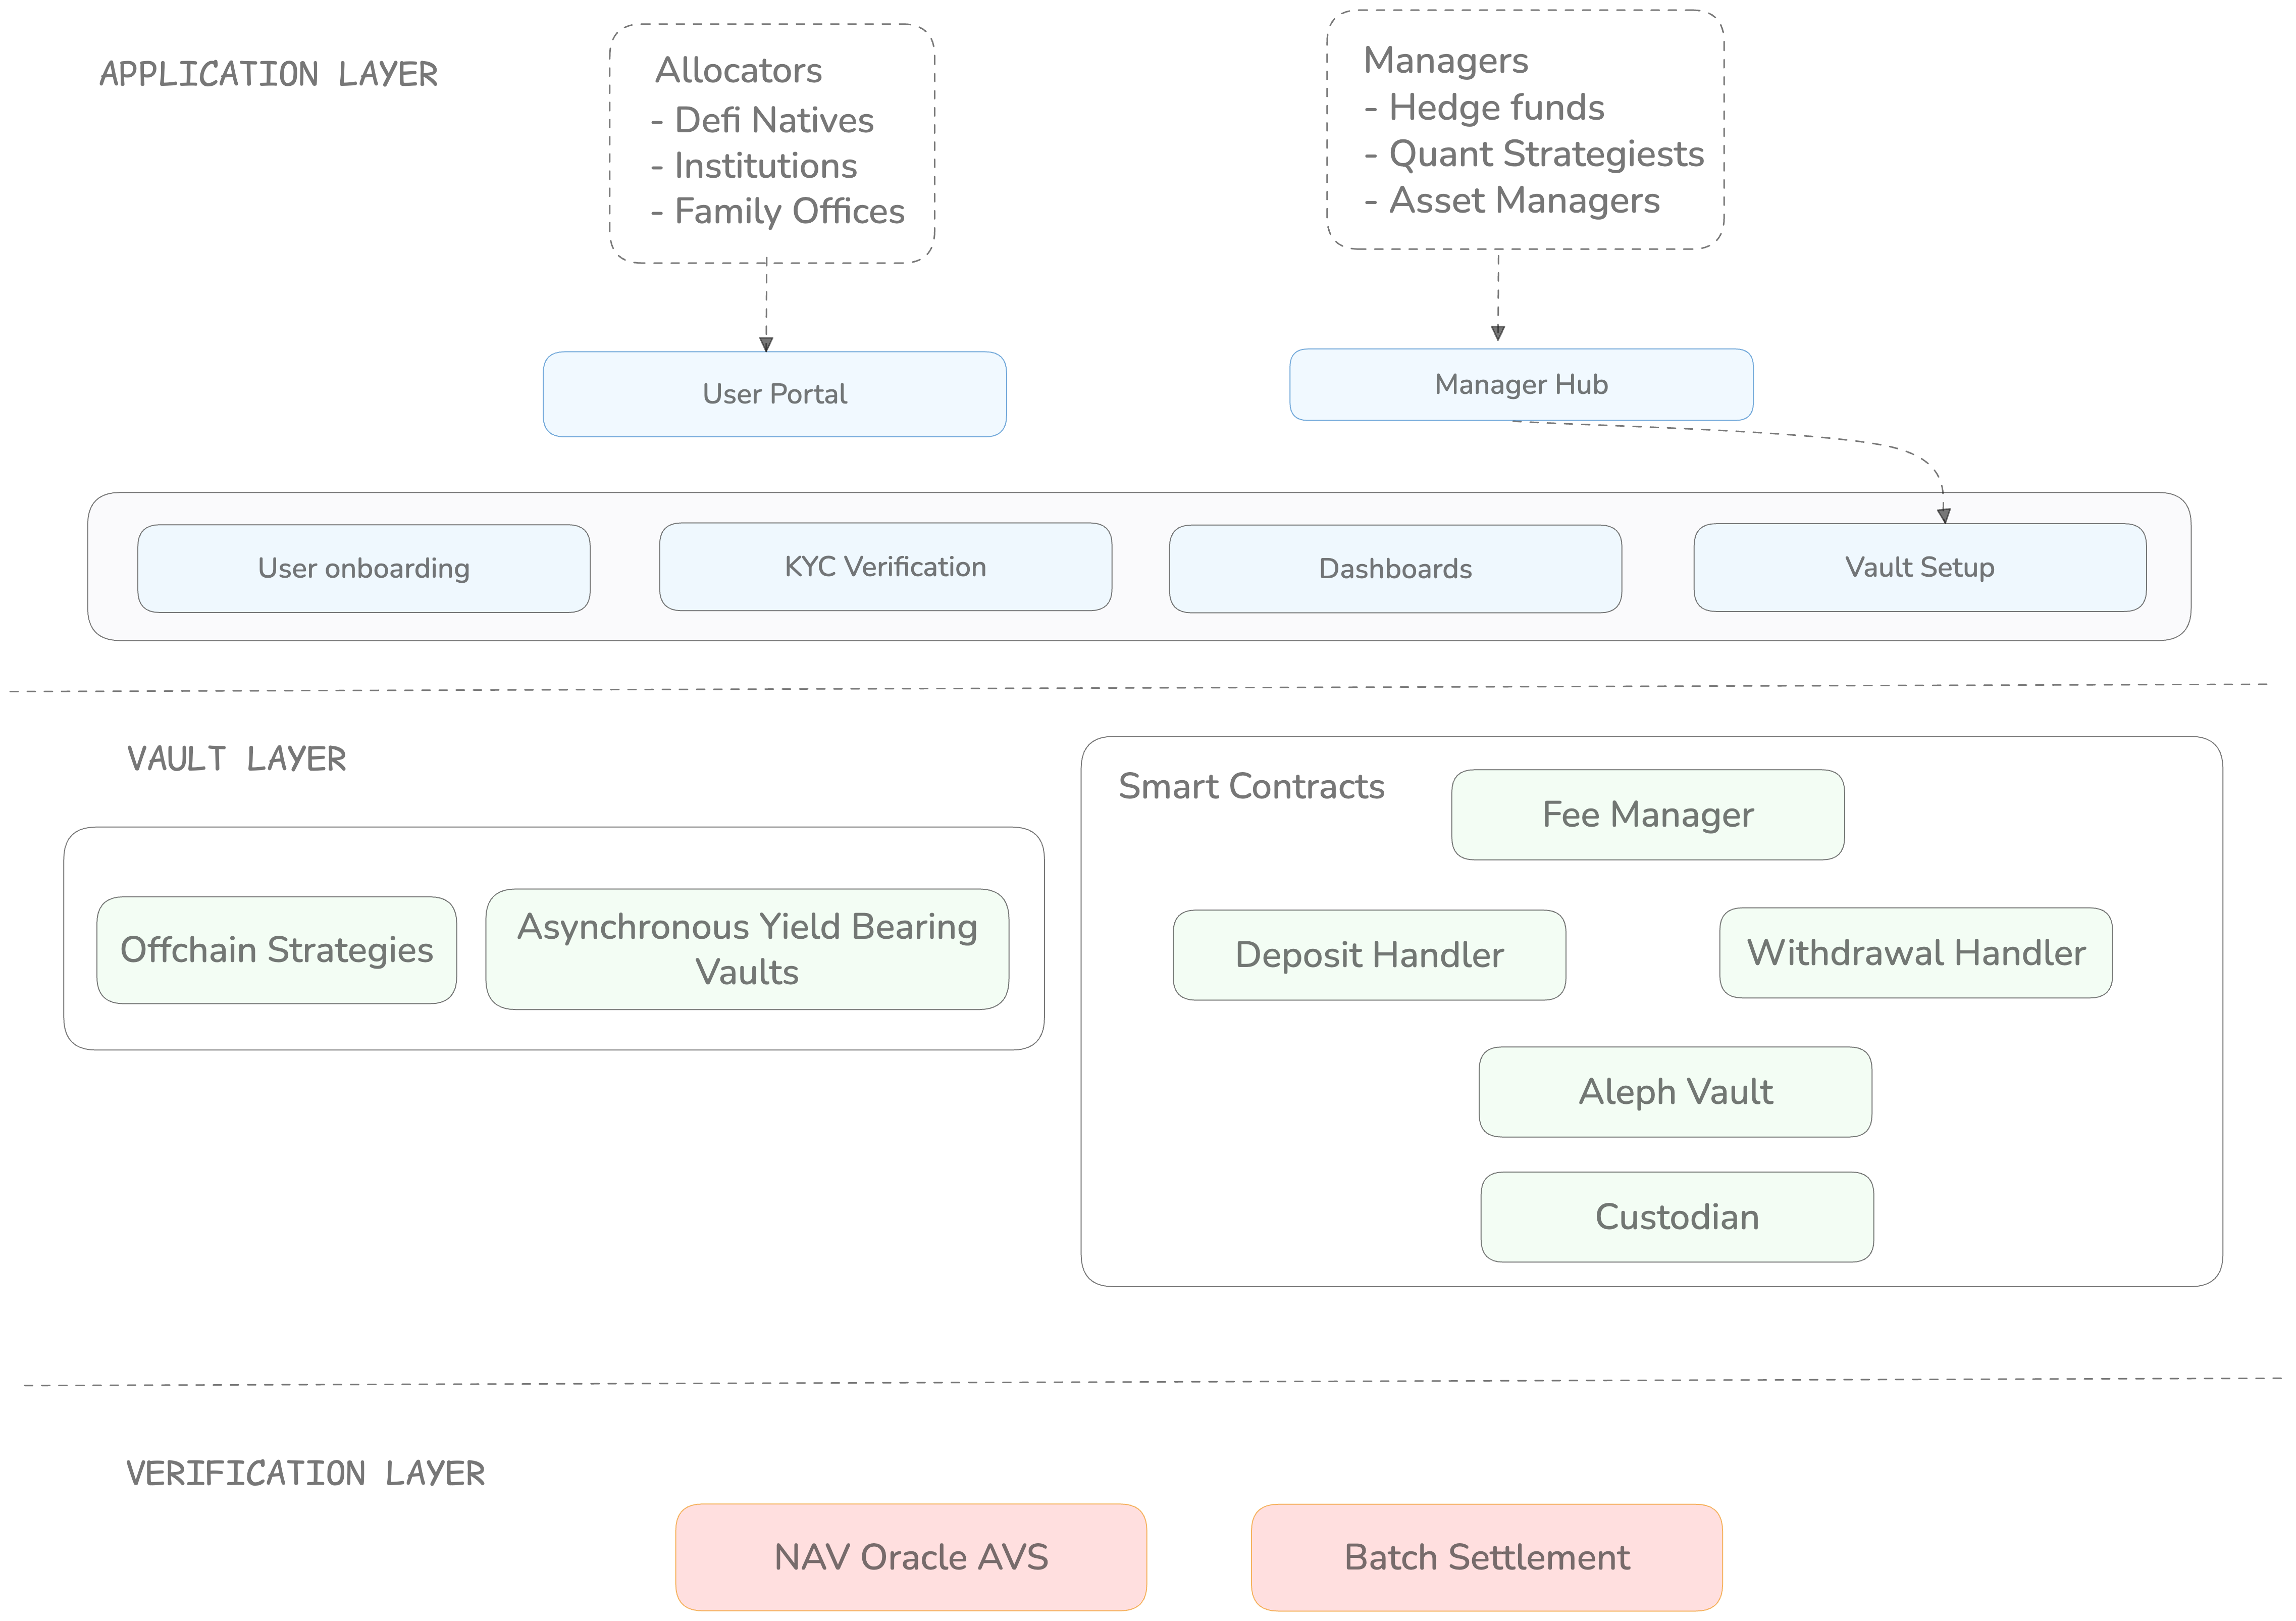 APPLICATION LAYER
Allocators
- Defi Natives
- Institutions
- Family Offices
Managers
- Hedge funds
- Quant Strategiests
- Asset Managers
User Portal
Manager Hub
User onboarding
KYC Verification
Dashboards
Vault Setup
VAULT LAYER
Offchain Strategies
Asynchronous Yield Bearing
Vaults
Smart Contracts
Fee Manager
Deposit Handler
Withdrawal Handler
Aleph Vault
Custodian
VERIFICATION LAYER
NAV Oracle AVS
Batch Settlement